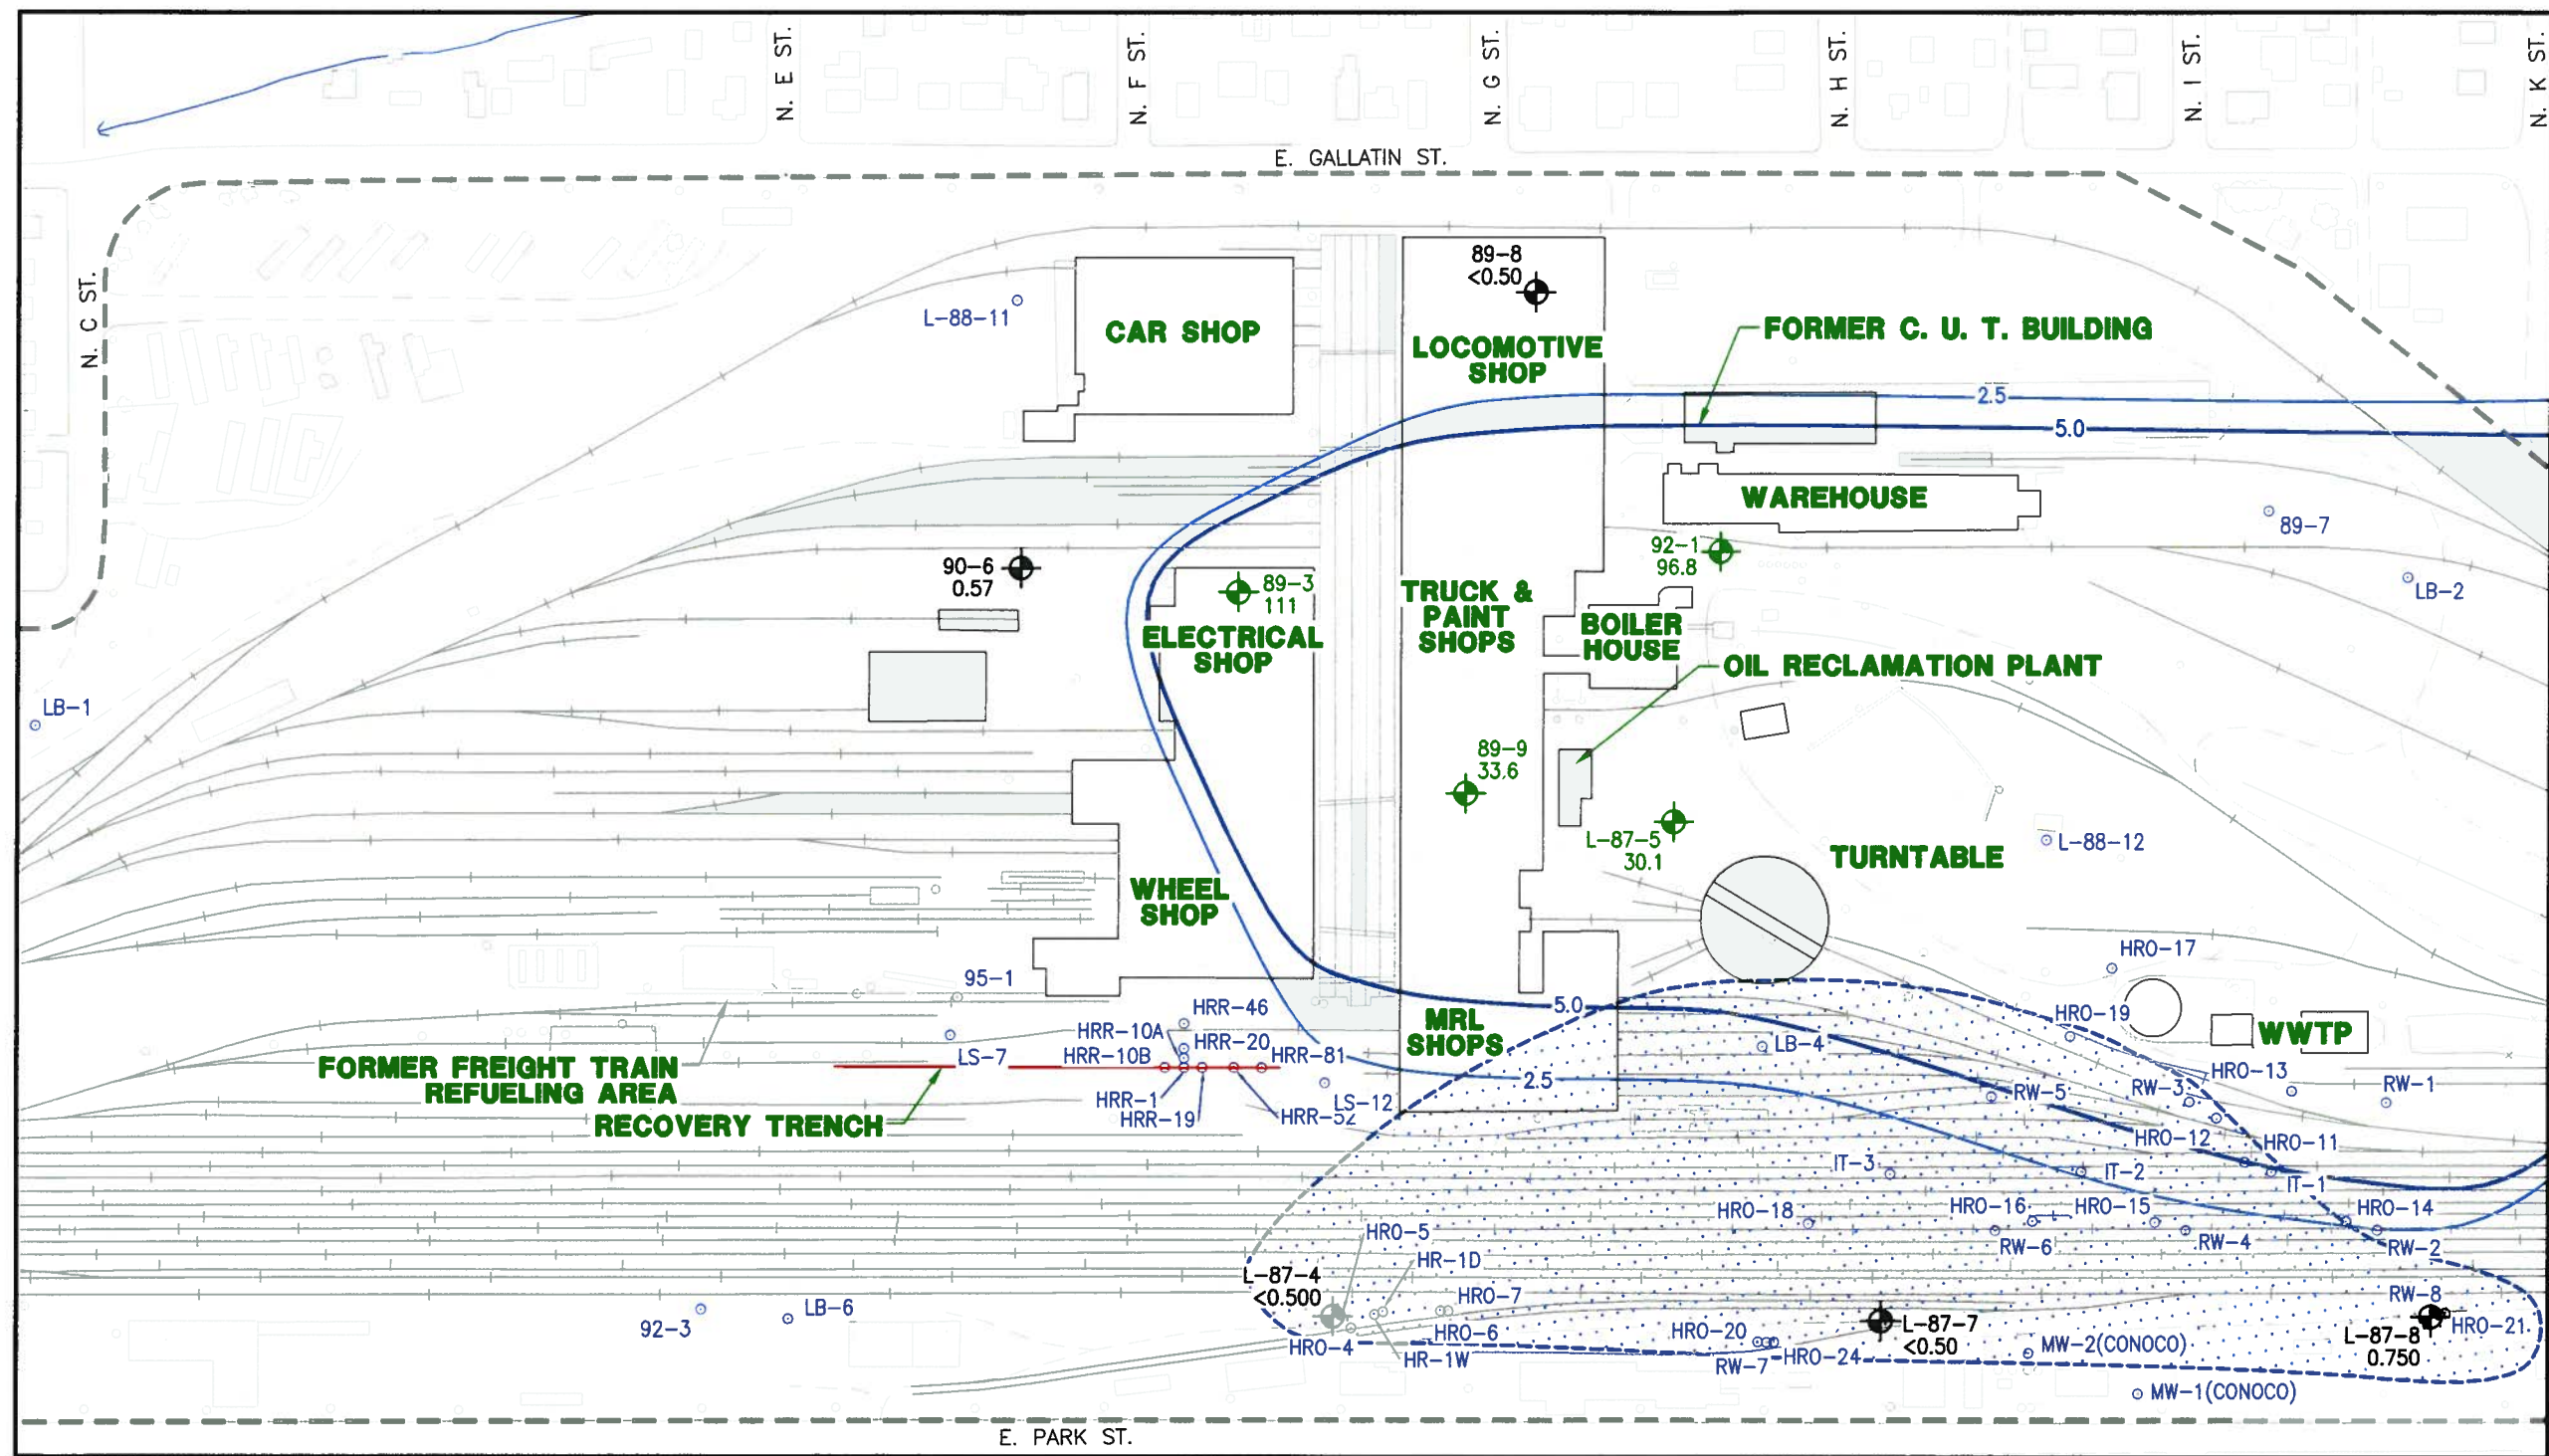 N. E ST.
N. F ST.
N. G ST.
N. H ST.
N. I ST.
N. K ST.
E. GALLATIN ST.
N. C ST.
89-8
<0.50
L-88-11
CAR SHOP
LOCOMOTIVE
SHOP
FORMER C. U. T. BUILDING
2.5
5.0
WAREHOUSE
89-7
92-1
96.8
90-6
0.57
89-3
111
LB-2
TRUCK &
PAINT
SHOPS
BOILER
HOUSE
ELECTRICAL
SHOP
OIL RECLAMATION PLANT
LB-1
89-9
33.6
L-87-5
30.1
L-88-12
TURNTABLE
WHEEL
SHOP
HRO-17
95-1
HRR-46
5.0
HRO-19
HRR-10A
HRR-20
MRL
SHOPS
LB-4
WWTP
LS-7
HRR-10B
HRR-81
FORMER FREIGHT TRAIN
REFUELING AREA
2.5
HRO-13
RW-3
RW-1
RW-5
HRR-1
LS-12
HRR-19
HRR-52
RECOVERY TRENCH
HRO-12
HRO-11
IT-3
IT-2
IT-1
HRO-18
HRO-16
HRO-15
HRO-14
HRO-5
RW-6
RW-4
RW-2
HR-1D
L-87-4
<0.500
HRO-7
RW-8
LB-6
92-3
HRO-6
HRO-20
L-87-7
<0.50
HRO-21
L-87-8
0.750
HRO-4
HR-1W
RW-7
HRO-24
MW-2(CONOCO)
MW-1(CONOCO)
E. PARK ST.